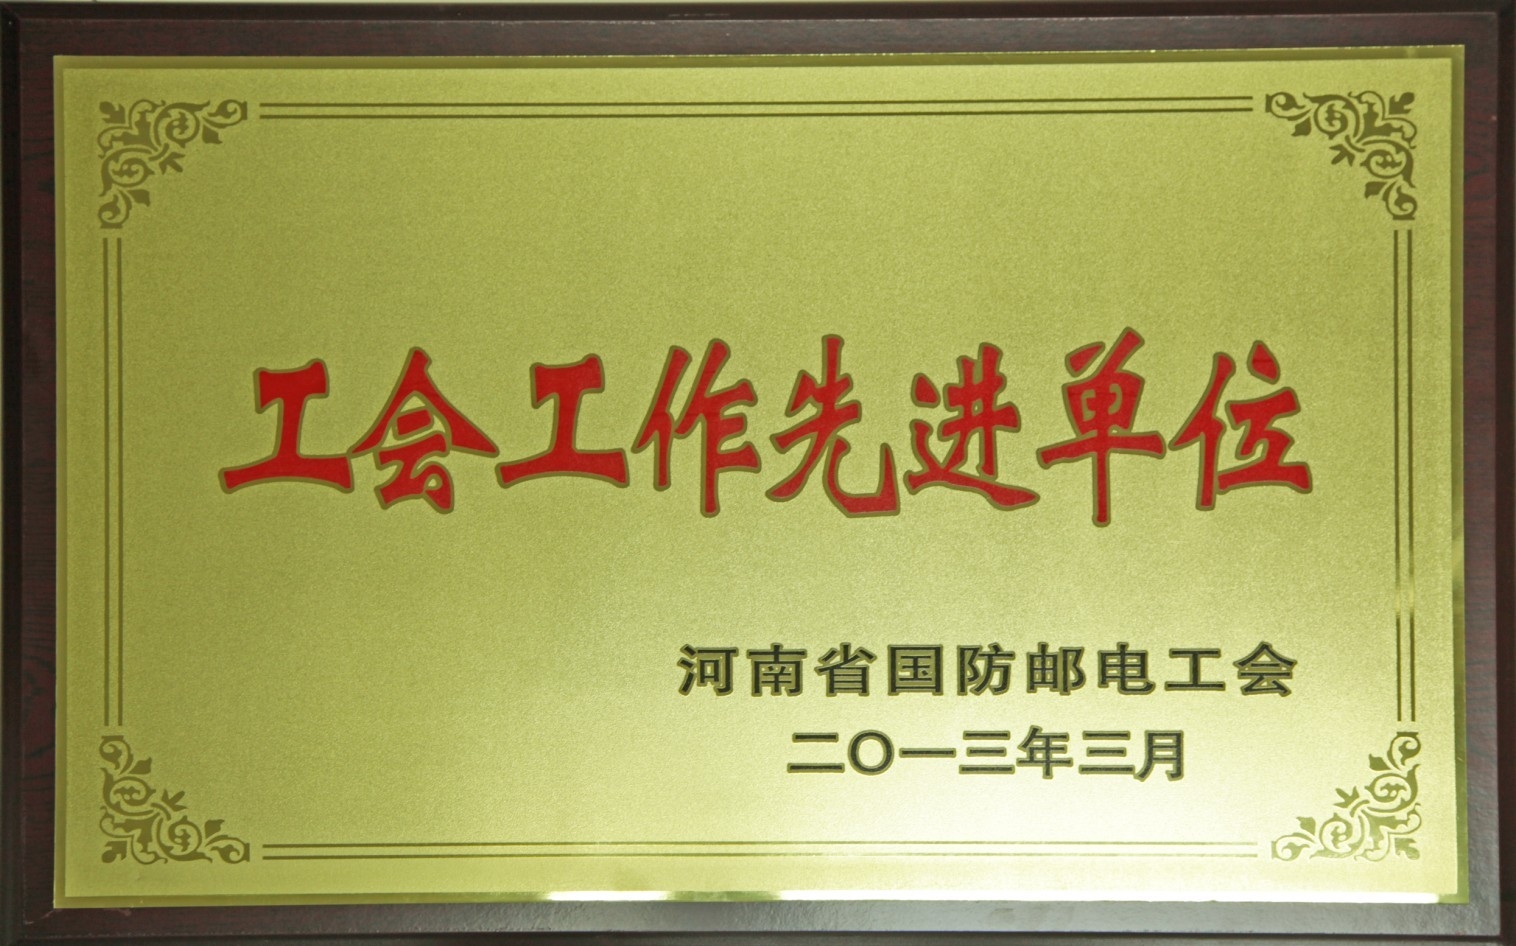 工会工作先进单位
河南省国防邮电工会
二〇一三年三月